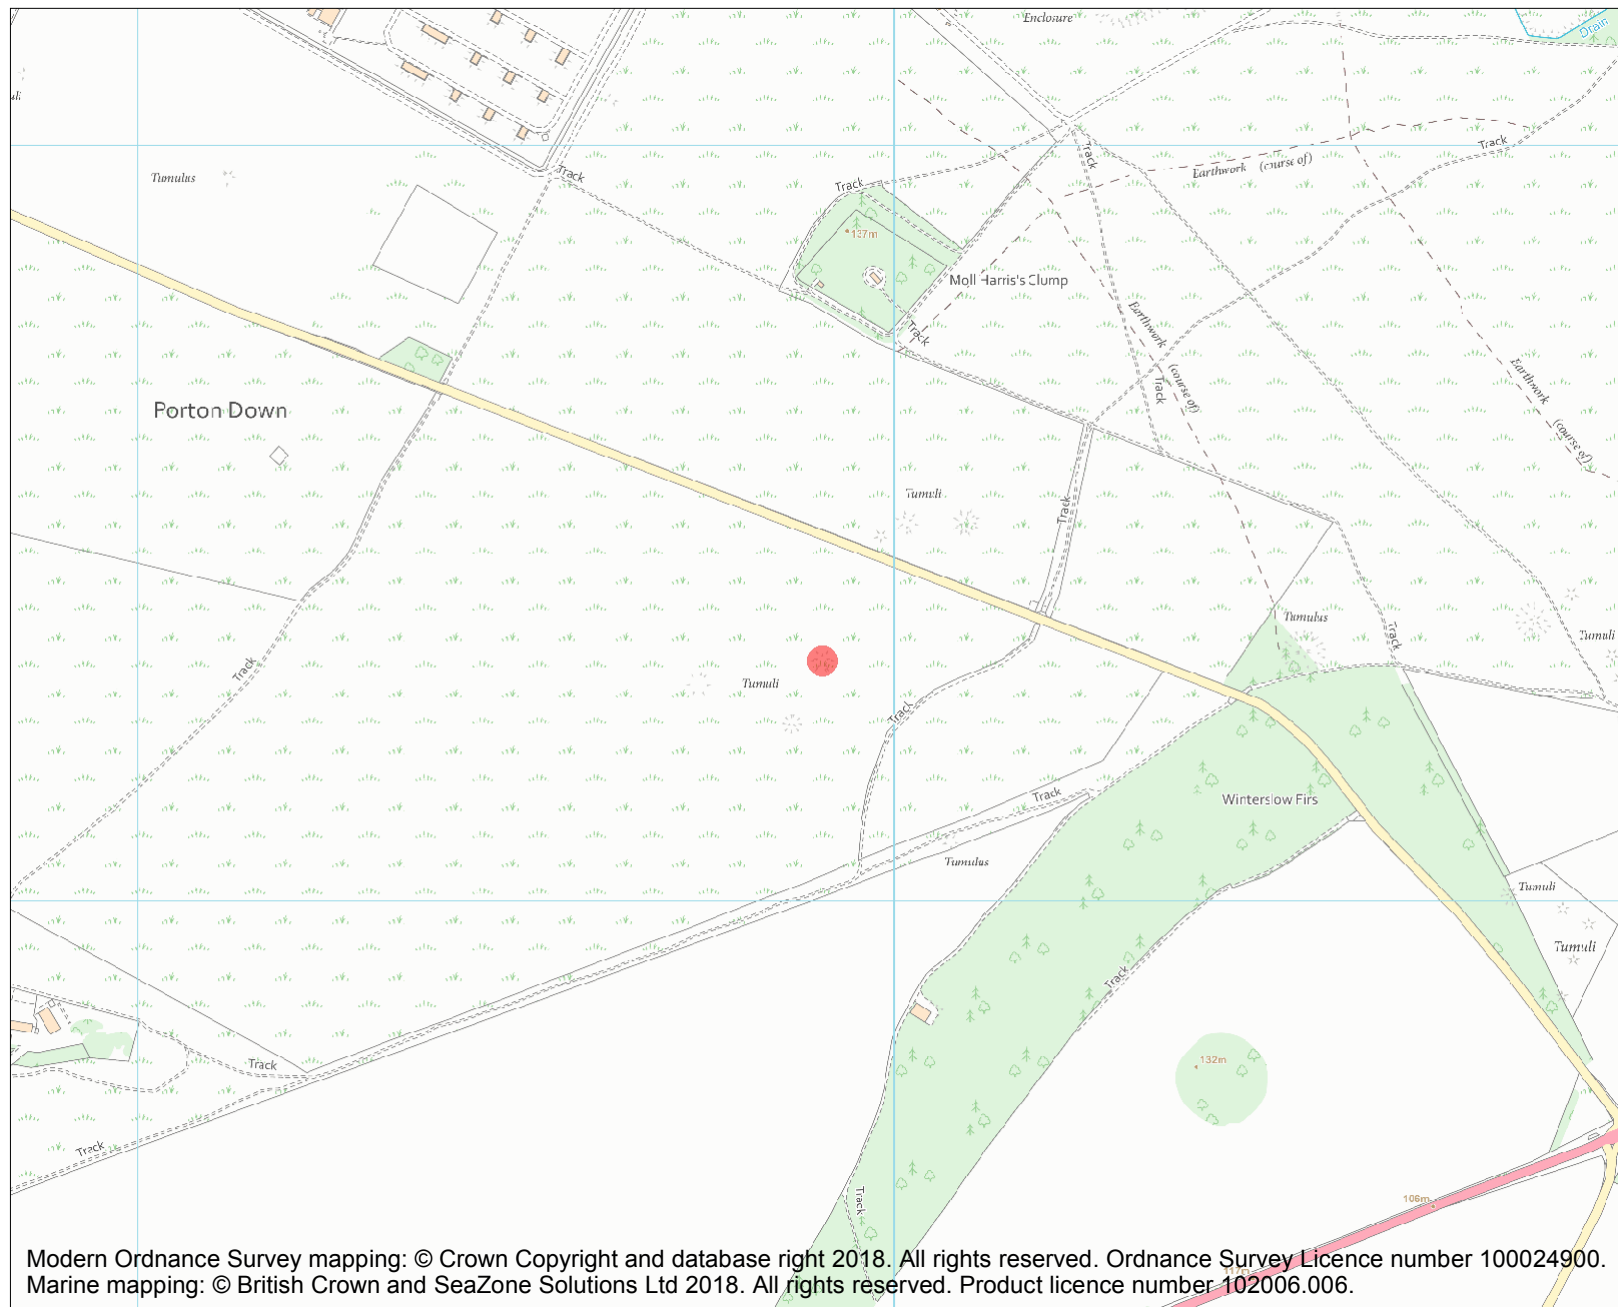 Enclosure
Drain
Tumulus
Track
Track
Track
Track
Earthwork (course of)
137m
Moll Harris's Clump
Track
Earthwork (course of)
Track
Earthwork (course of)
Porton Down
Tumuli
Track
Tumulus
Track
Tumuli
Track
Tumuli
Track
Track
Winterslow Firs
Tumulus
Tumuli
Tumuli
Track
Track
132m
Track
Track
106m
Modern Ordnance Survey mapping: © Crown Copyright and database right 2018. All rights reserved. Ordnance Survey Licence number 100024900.
117m
Marine mapping: © British Crown and SeaZone Solutions Ltd 2018. All rights reserved. Product licence number 102006.006.